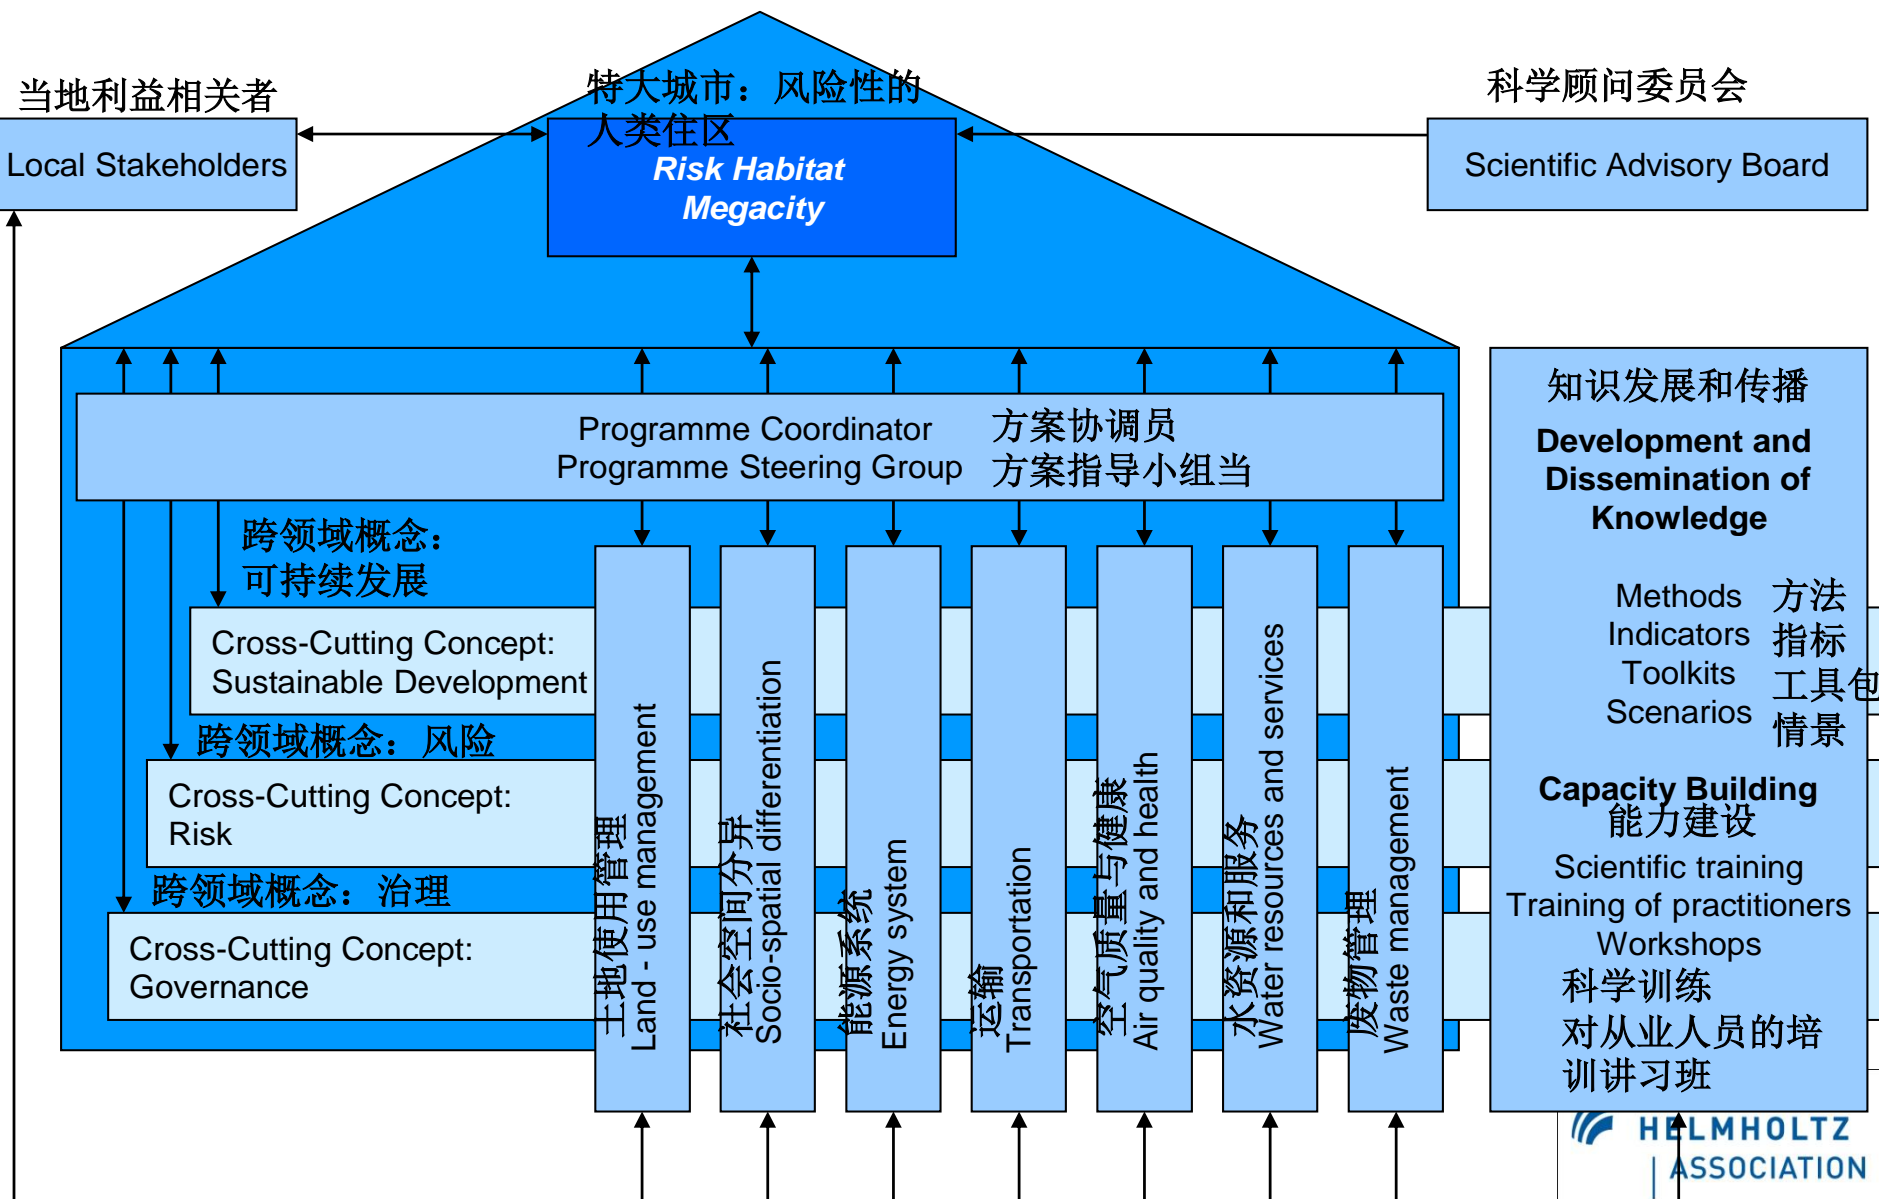 当地利益相关者
Local Stakeholders
特大城市：风险性的
人类住区
Risk Habitat
Megacity
科学顾问委员会
Scientific Advisory Board
Programme Coordinator 方案协调员
Programme Steering Group 方案指导小组当
跨领域概念：
可持续发展
Cross-Cutting Concept:
Sustainable Development
跨领域概念：风险
Cross-Cutting Concept:
Risk
跨领域概念：治理
Cross-Cutting Concept:
Governance
土地使用管理
Land - use management
社会空间分异
Socio-spatial differentiation
能源系统
Energy system
运输
Transportation
空气质量与健康
Air quality and health
水资源和服务
Water resources and services
废物管理
Waste management
知识发展和传播
Development and
Dissemination of
Knowledge
Methods 方法
Indicators 指标
Toolkits 工具包
Scenarios 情景
Capacity Building
能力建设
Scientific training
Training of practitioners
Workshops
科学训练
对从业人员的培
训讲习班
HELMHOLTZ
ASSOCIATION